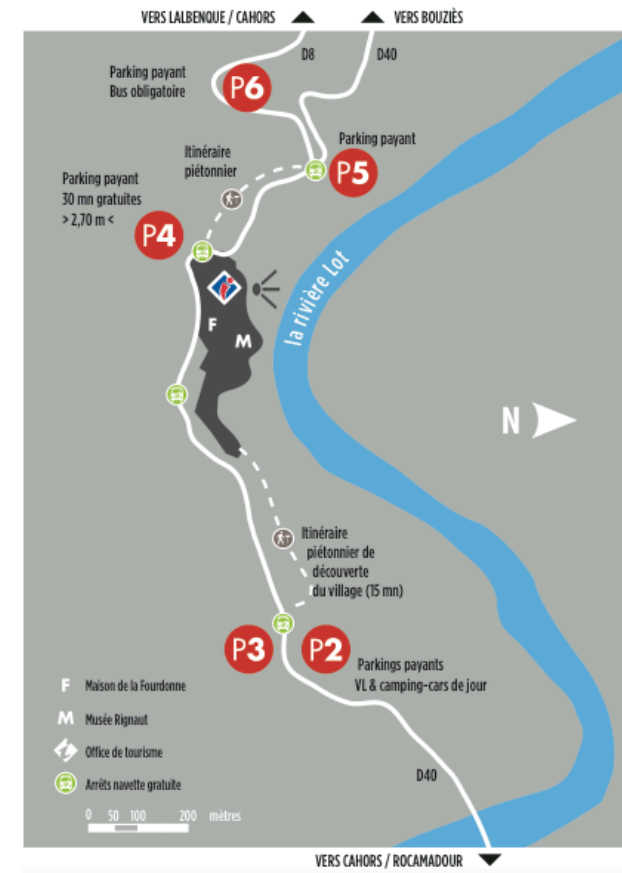 VERS LALBENQUE / CAHORS
VERS BOUZIÈS
D8
D40
Parking payant
Bus obligatoire
P6
Itinéraire
piétonnier
Parking payant
P5
Parking payant
30 mn gratuites
> 2,70 m <
P4
F
M
la rivière Lot
N
Itinéraire
piétonnier de
découverte
du village (15 mn)
P3
P2
Parkings payants
VL & camping-cars de jour
F Maison de la Fourdonne
M Musée Rignaut
Office de tourisme
Arrêts navette gratuite
0 50 100 200 mètres
D40
VERS CAHORS / ROCAMADOUR